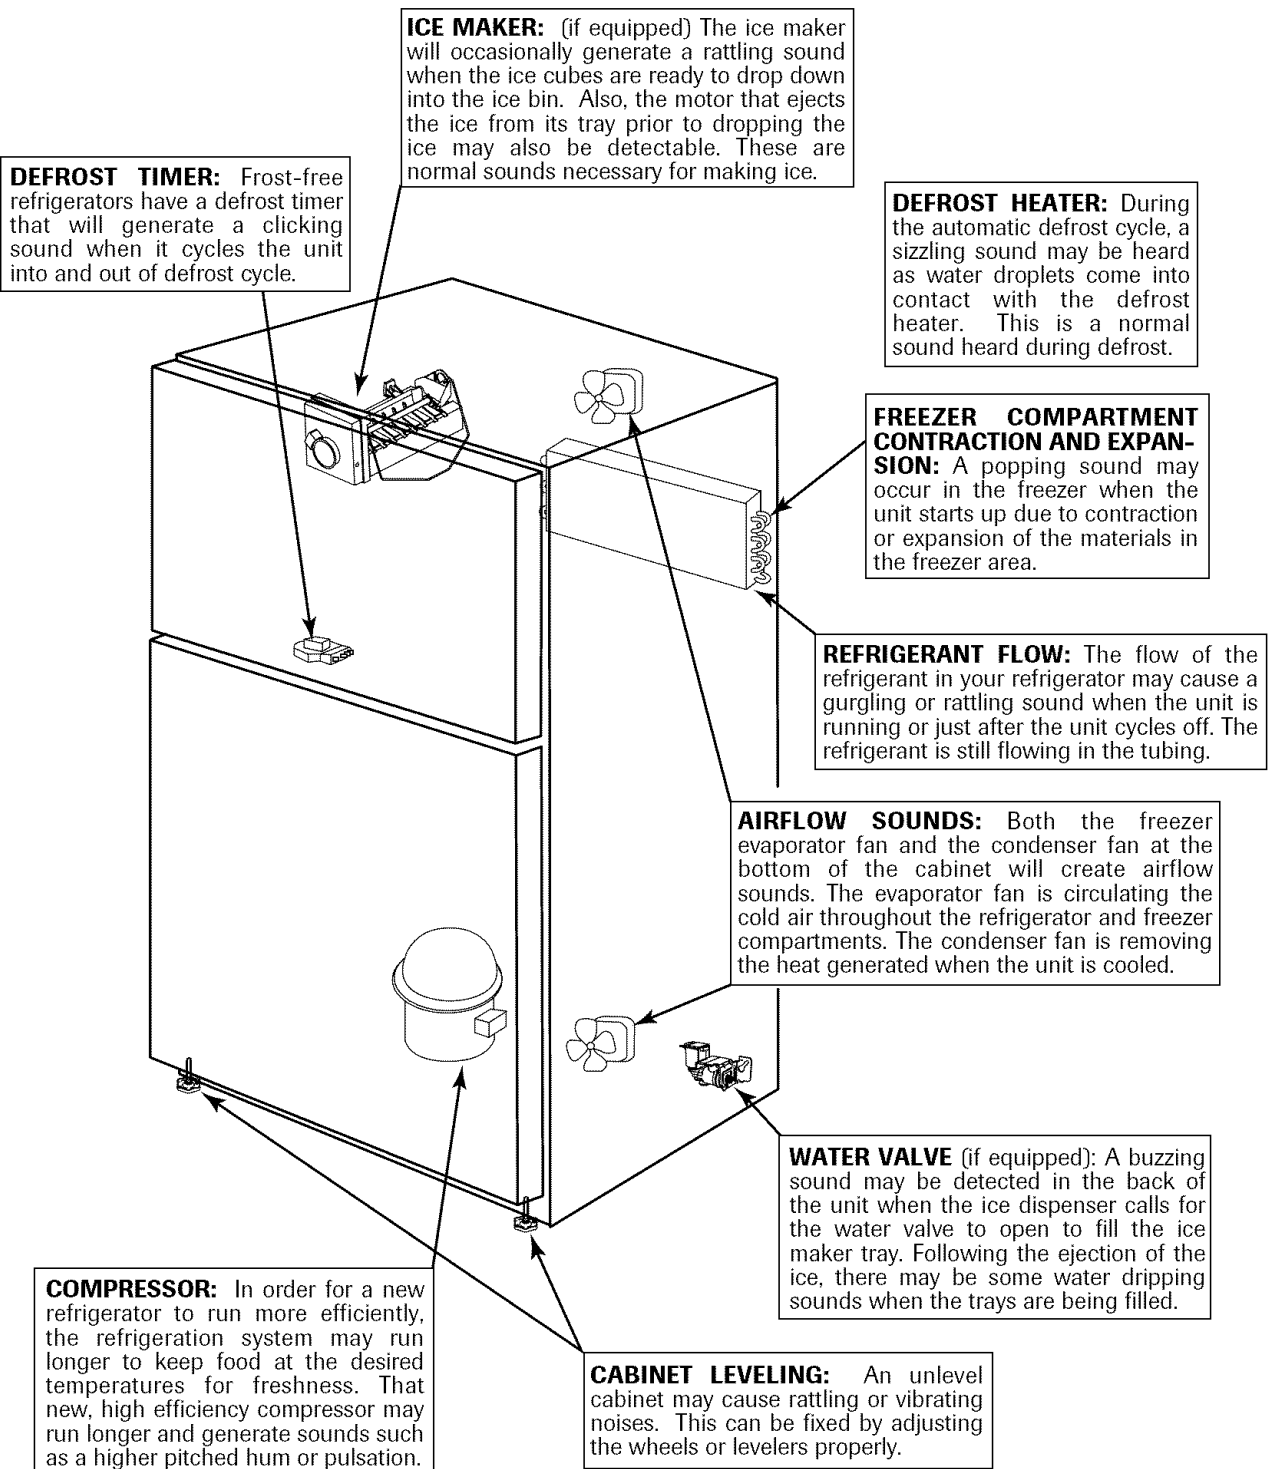 ICE MAKER: (if equipped) The ice maker
will occasionally generate a rattling sound
when the ice cubes are ready to drop down
into the ice bin. Also, the motor that ejects
the ice from its tray prior to dropping the
ice may also be detectable. These are
normal sounds necessary for making ice.
DEFROST TIMER: Frost-free
refrigerators have a defrost timer
that will generate a clicking
sound when it cycles the unit
into and out of defrost cycle.
DEFROST HEATER: During
the automatic defrost cycle, a
sizzling sound may be heard
as water droplets come into
contact with the defrost
heater. This is a normal
sound heard during defrost.
FREEZER COMPARTMENT
CONTRACTION AND EXPAN-
SION: A popping sound may
occur in the freezer when the
unit starts up due to contraction
or expansion of the materials in
the freezer area.
REFRIGERANT FLOW: The flow of the
refrigerant in your refrigerator may cause a
gurgling or rattling sound when the unit is
running or just after the unit cycles off. The
refrigerant is still flowing in the tubing.
AIRFLOW SOUNDS: Both the freezer
evaporator fan and the condenser fan at the
bottom of the cabinet will create airflow
sounds. The evaporator fan is circulating the
cold air throughout the refrigerator and freezer
compartments. The condenser fan is removing
the heat generated when the unit is cooled.
WATER VALVE (if equipped): A buzzing
sound may be detected in the back of
the unit when the ice dispenser calls for
the water valve to open to fill the ice
maker tray. Following the ejection of the
ice, there may be some water dripping
sounds when the trays are being filled.
COMPRESSOR: In order for a new
refrigerator to run more efficiently,
the refrigeration system may run
longer to keep food at the desired
temperatures for freshness. That
new, high efficiency compressor may
run longer and generate sounds such
as a higher pitched hum or pulsation.
CABINET LEVELING: An unlevel
cabinet may cause rattling or vibrating
noises. This can be fixed by adjusting
the wheels or levelers properly.